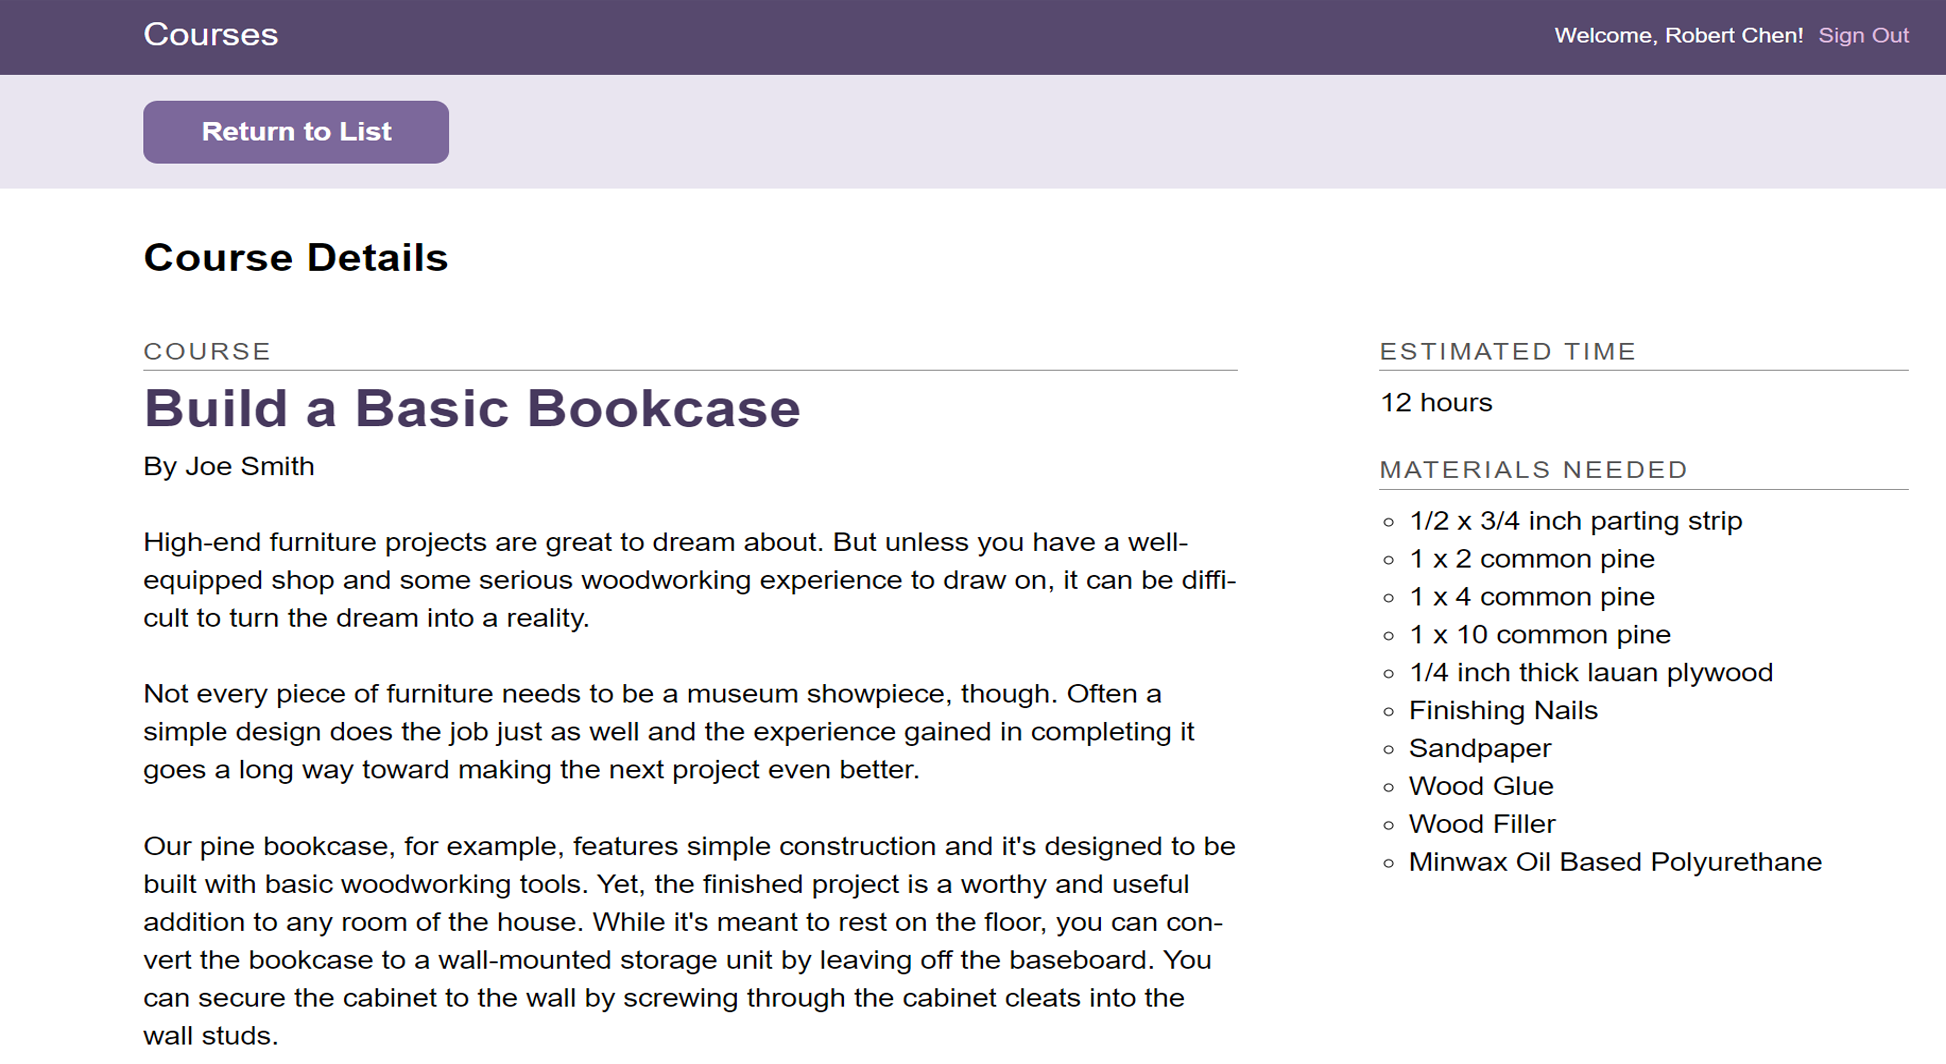 Courses
Welcome, Robert Chen! Sign Out
Return to List
Course Details
COURSE
Build a Basic Bookcase
By Joe Smith
High-end furniture projects are great to dream about. But unless you have a well-
equipped shop and some serious woodworking experience to draw on, it can be diffi-
cult to turn the dream into a reality.
Not every piece of furniture needs to be a museum showpiece, though. Often a
simple design does the job just as well and the experience gained in completing it
goes a long way toward making the next project even better.
Our pine bookcase, for example, features simple construction and it's designed to be
built with basic woodworking tools. Yet, the finished project is a worthy and useful
addition to any room of the house. While it's meant to rest on the floor, you can con-
vert the bookcase to a wall-mounted storage unit by leaving off the baseboard. You
can secure the cabinet to the wall by screwing through the cabinet cleats into the
wall studs.
ESTIMATED TIME
12 hours
MATERIALS NEEDED
1/2 x 3/4 inch parting strip
1 x 2 common pine
1 x 4 common pine
1 x 10 common pine
1/4 inch thick lauan plywood
Finishing Nails
Sandpaper
Wood Glue
Wood Filler
Minwax Oil Based Polyurethane